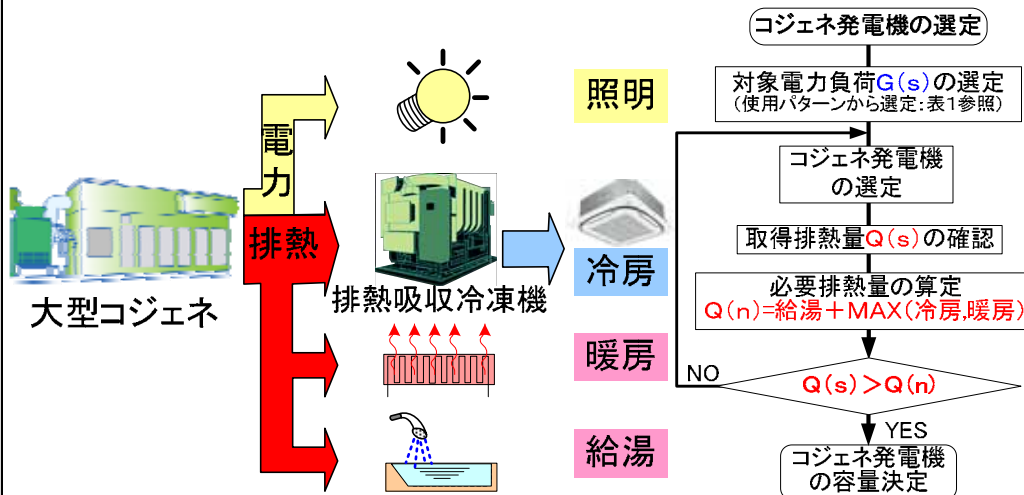 電
力
排熱
大型コジェネ
排熱吸収冷凍機
照明
冷房
暖房
給湯
コジェネ発電機の選定
対象電力負荷G(s)の選定
(使用パターンから選定:表1参照)
コジェネ発電機
の選定
取得排熱量Q(s)の確認
必要排熱量の算定
Q(n)=給湯+MAX(冷房,暖房)
Q(s)>Q(n)
NO
YES
コジェネ発電機
の容量決定